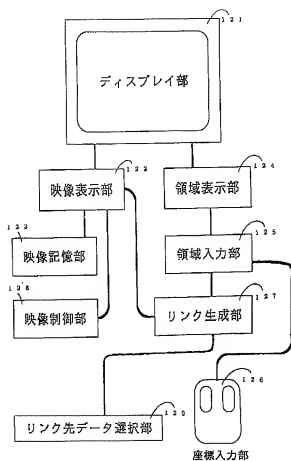 121
ディスプレイ部
122
映像表示部
124
領域表示部
123
映像記憶部
125
領域入力部
128
映像制御部
127
リンク生成部
126
129
リンク先データ選択部
座標入力部